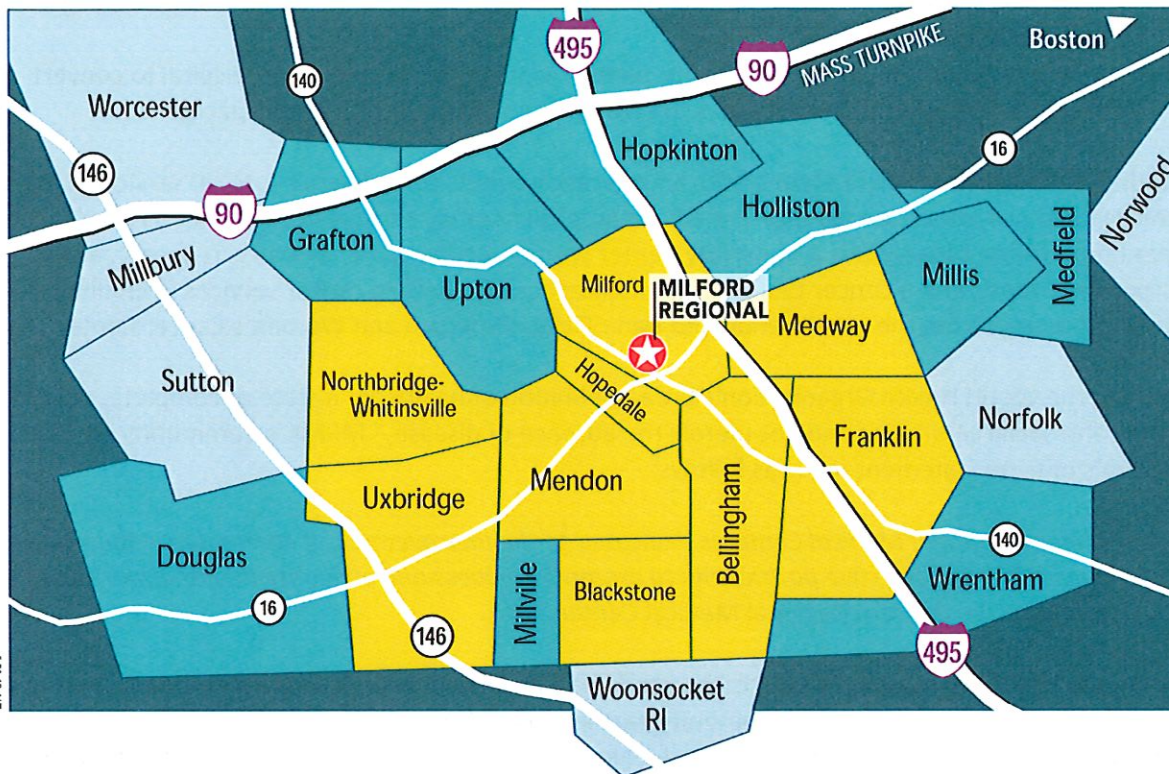 495
Boston
140
90
MASS TURNPIKE
Worcester
146
16
Hopkinton
90
Grafton
Holliston
Norwood
Millbury
Upton
Milford
MILFORD
REGIONAL
Millis
Medfield
Medway
Sutton
Northbridge-
Whitinsville
Hopedale
Norfolk
Franklin
Uxbridge
Mendon
Bellingham
Douglas
140
Wrentham
Millville
Blackstone
16
146
495
Woonsocket
RI